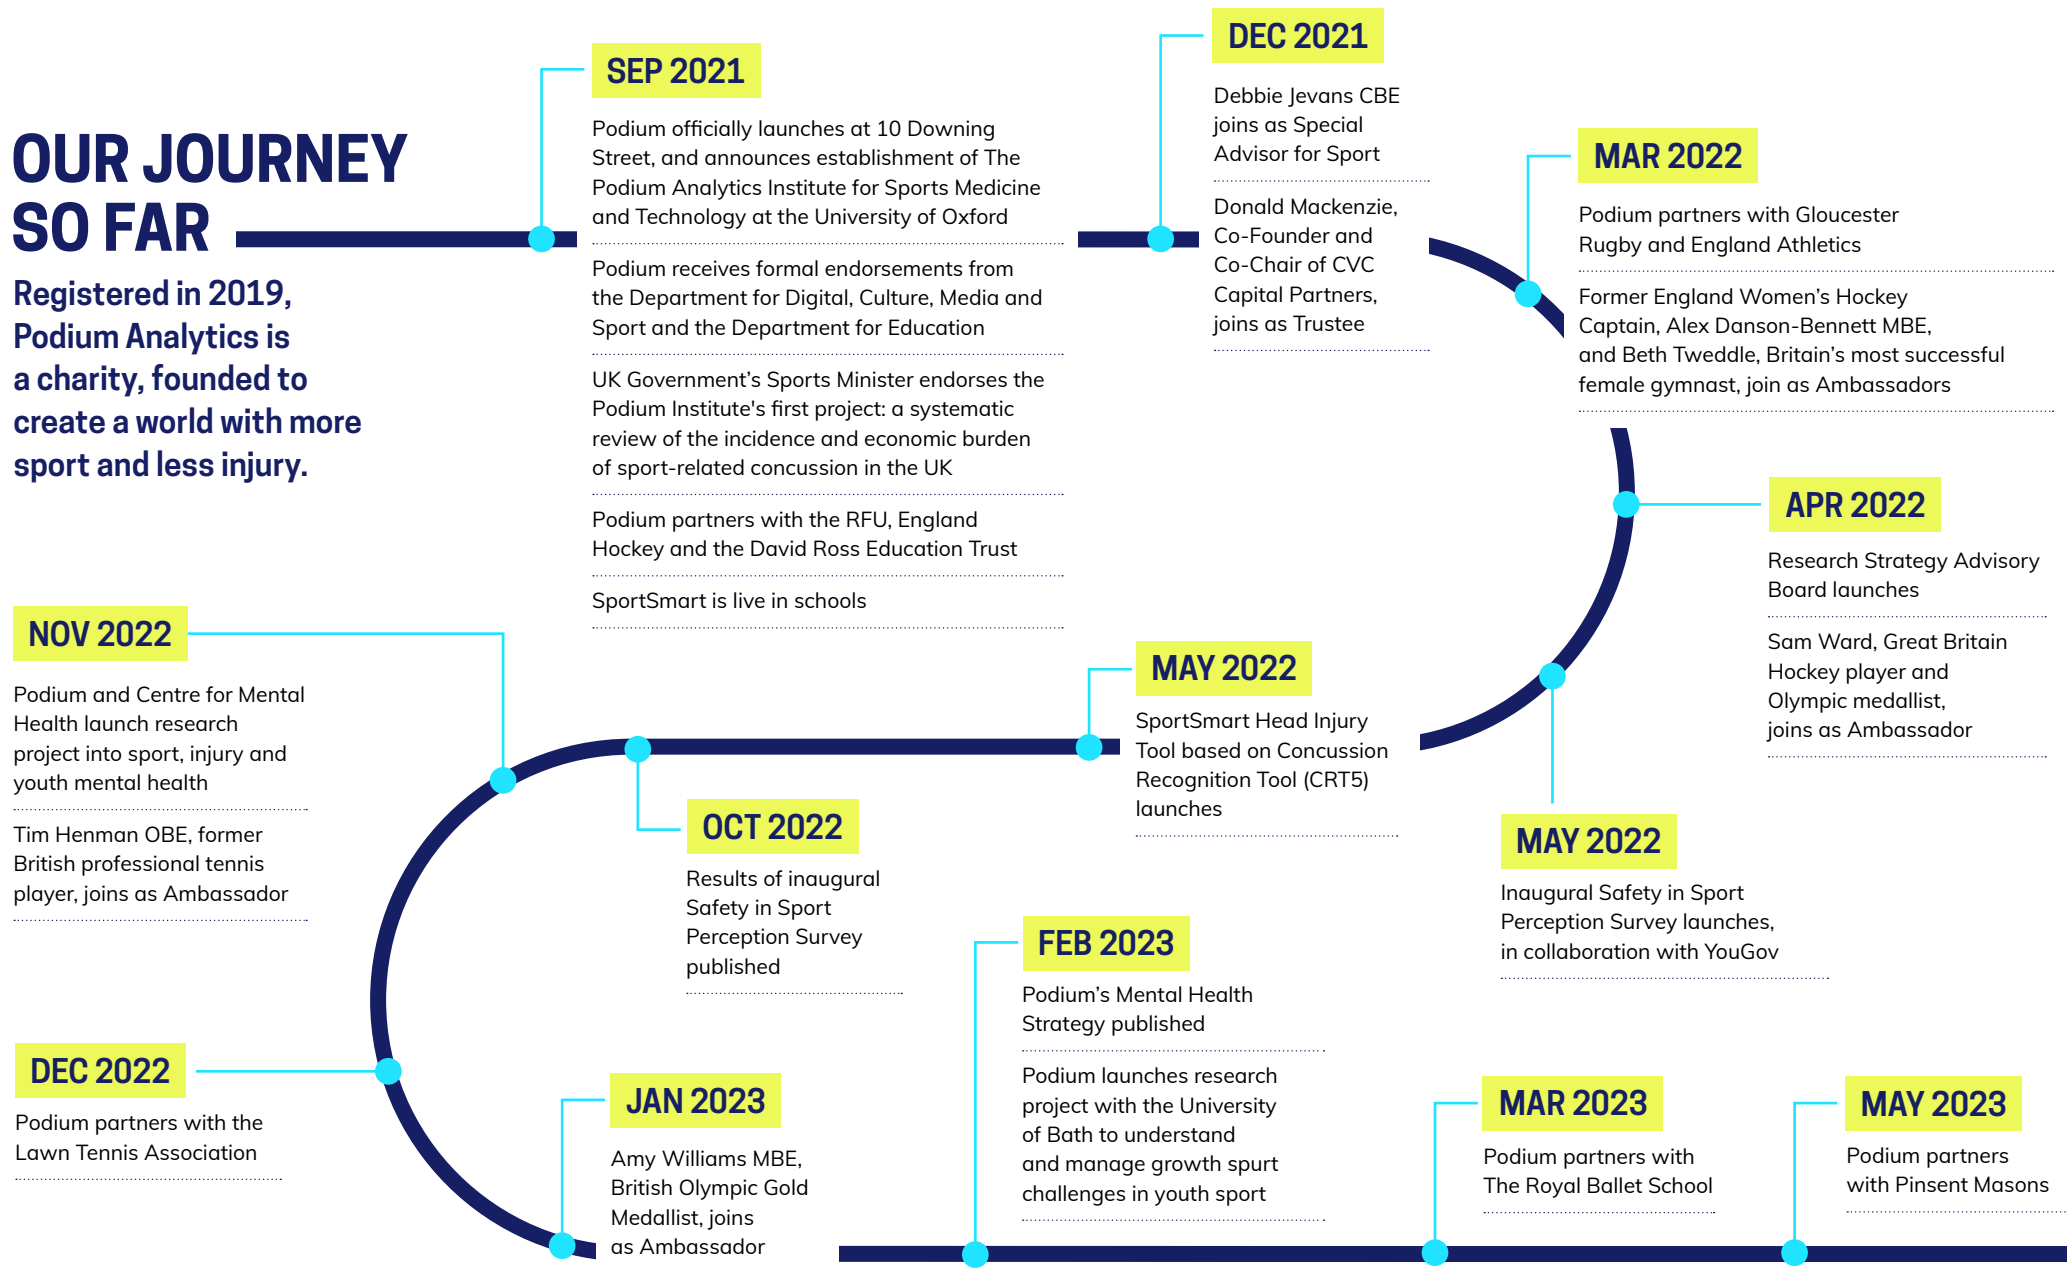 OUR JOURNEY
SO FAR
Registered in 2019,
Podium Analytics is
a charity, founded to
create a world with more
sport and less injury.
SEP 2021
Podium officially launches at 10 Downing
Street, and announces establishment of The
Podium Analytics Institute for Sports Medicine
and Technology at the University of Oxford
Podium receives formal endorsements from
the Department for Digital, Culture, Media and
Sport and the Department for Education
UK Government’s Sports Minister endorses the
Podium Institute's first project: a systematic
review of the incidence and economic burden
of sport-related concussion in the UK
Podium partners with the RFU, England
Hockey and the David Ross Education Trust
SportSmart is live in schools
DEC 2021
Debbie Jevans CBE
joins as Special
Advisor for Sport
Donald Mackenzie,
Co-Founder and
Co-Chair of CVC
Capital Partners,
joins as Trustee
MAR 2022
Podium partners with Gloucester
Rugby and England Athletics
Former England Women’s Hockey
Captain, Alex Danson-Bennett MBE,
and Beth Tweddle, Britain’s most successful
female gymnast, join as Ambassadors
APR 2022
Research Strategy Advisory
Board launches
Sam Ward, Great Britain
Hockey player and
Olympic medallist,
joins as Ambassador
MAY 2022
Inaugural Safety in Sport
Perception Survey launches,
in collaboration with YouGov
MAY 2022
SportSmart Head Injury
Tool based on Concussion
Recognition Tool (CRT5)
launches
OCT 2022
Results of inaugural
Safety in Sport
Perception Survey
published
NOV 2022
Podium and Centre for Mental
Health launch research
project into sport, injury and
youth mental health
Tim Henman OBE, former
British professional tennis
player, joins as Ambassador
DEC 2022
Podium partners with the
Lawn Tennis Association
JAN 2023
Amy Williams MBE,
British Olympic Gold
Medallist, joins
as Ambassador
FEB 2023
Podium’s Mental Health
Strategy published
Podium launches research
project with the University
of Bath to understand
and manage growth spurt
challenges in youth sport
MAR 2023
Podium partners with
The Royal Ballet School
MAY 2023
Podium partners
with Pinsent Masons